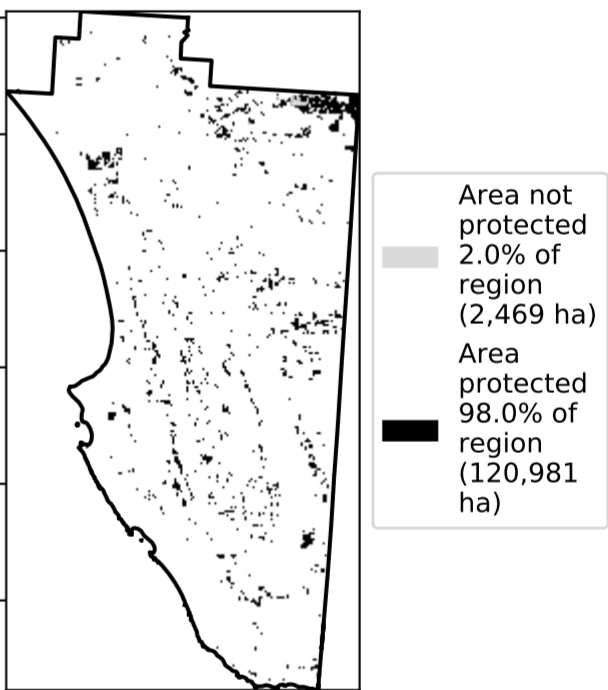 Area not
protected
2.0% of
region
(2,469 ha)
Area
protected
98.0% of
region
(120,981
ha)